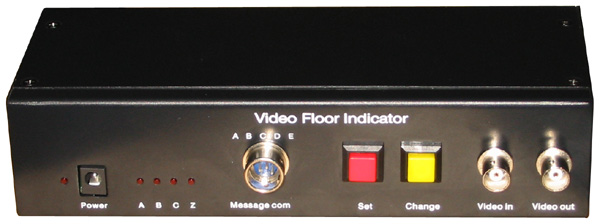 Video Floor Indicator
A B C D E
Power
A B C Z
Message com
Set
Change
Video in
Video out